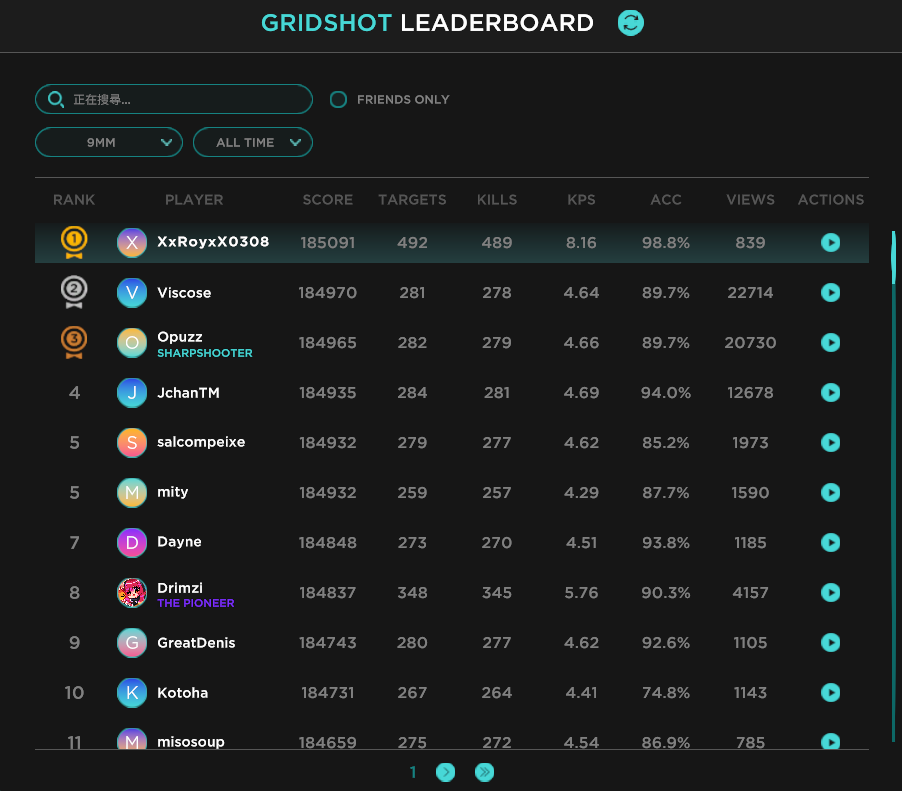 GRIDSHOT LEADERBOARD
正在搜尋...
FRIENDS ONLY
9MM
ALL TIME
RANK PLAYER SCORE TARGETS KILLS KPS ACC VIEWS ACTIONS
1 X XxRoyxX0308 185091 492 489 8.16 98.8% 839
2 V Viscose 184970 281 278 4.64 89.7% 22714
3 O Opuzz 184965 282 279 4.66 89.7% 20730
SHARPSHOOTER
4 J JchanTM 184935 284 281 4.69 94.0% 12678
5 S salcompeixe 184932 279 277 4.62 85.2% 1973
5 M mity 184932 259 257 4.29 87.7% 1590
7 D Dayne 184848 273 270 4.51 93.8% 1185
8 Drimzi 184837 348 345 5.76 90.3% 4157
THE PIONEER
9 G GreatDenis 184743 280 277 4.62 92.6% 1105
10 K Kotoha 184731 267 264 4.41 74.8% 1143
11 M misosoup 184659 275 272 4.54 86.9% 785
1